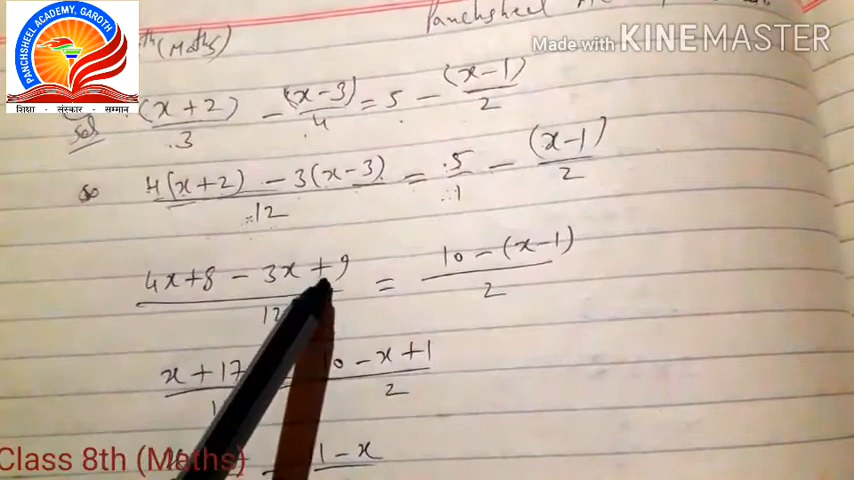 PANCHSHEEL ACADEMY, GAROTH
शिक्षा - संस्कार - सम्मान
th (Maths)
Panchsheel
Made with KINEMASTER
Sol (x+2)/3 - (x-3)/4 = 5 - (x-1)/2
4(x+2) - 3(x-3)/12 = 5/1 - (x-1)/2
4x+8-3x+9/12 = 10-(x-1)/2
x+17 10-x+1/2
1-x
Class 8th (Maths)